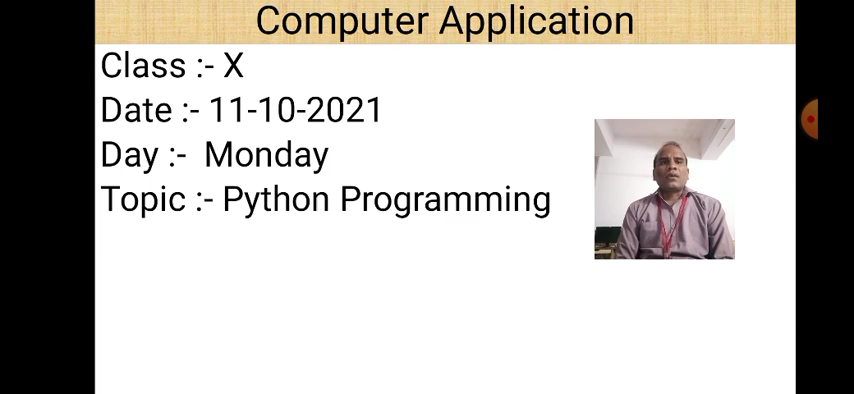 Computer Application
Class :- X
Date :- 11-10-2021
Day :- Monday
Topic :- Python Programming